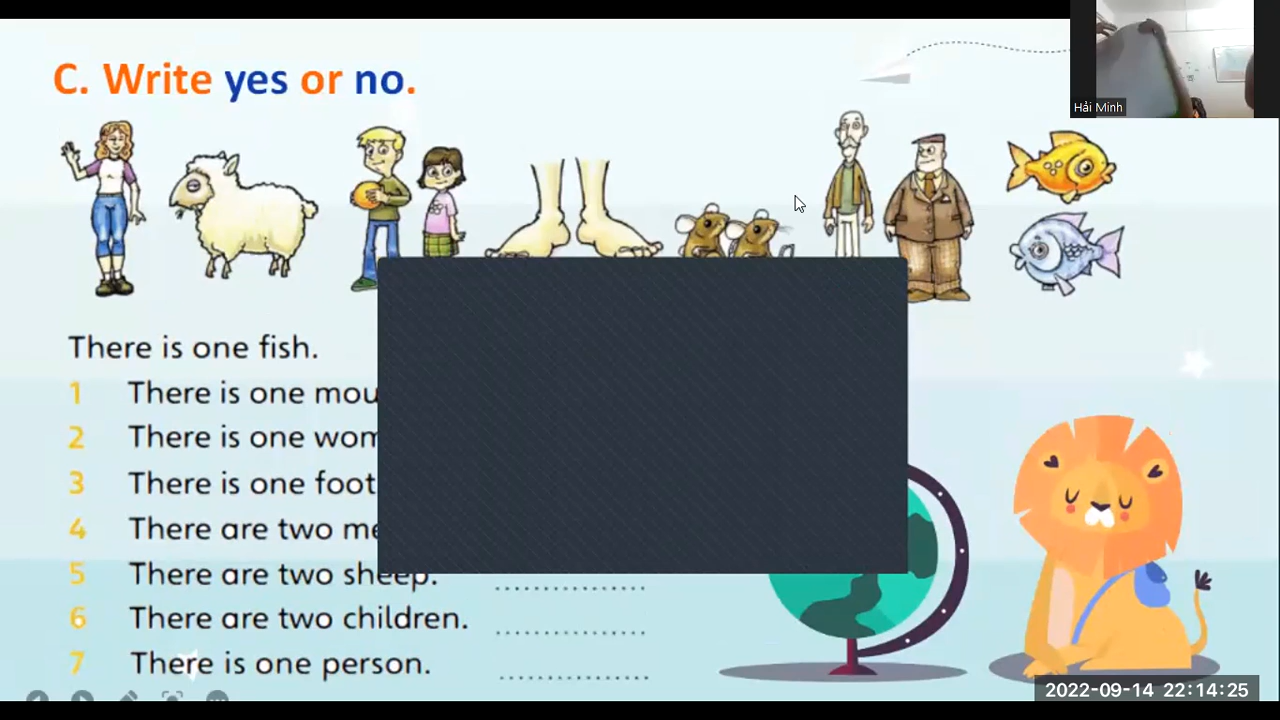 C. Write yes or no.
Hải Minh
There is one fish.
1 There is one mou
2 There is one wom
3 There is one foot
4 There are two me
5 There are two sheep. ....................
6 There are two children. ....................
7 There is one person. ....................
2022-09-14 22:14:25